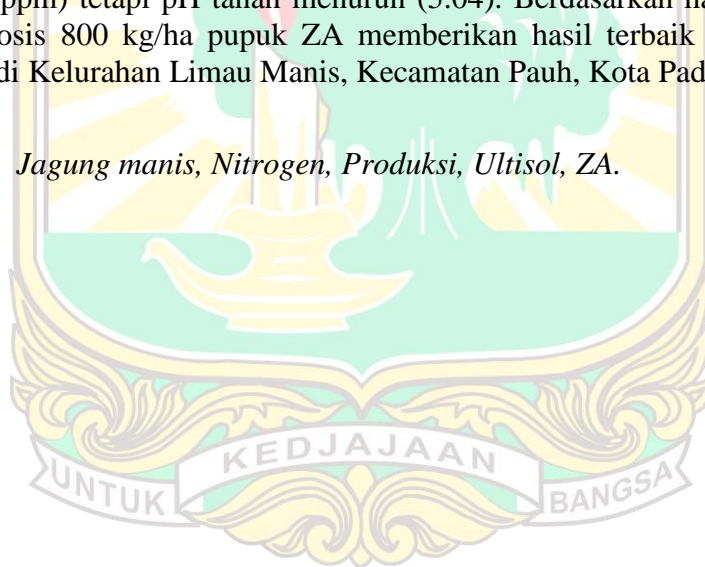 ppm) tetapi pH tanah menurun (5.04). Berdasarkan ha
osis 800 kg/ha pupuk ZA memberikan hasil terbaik
di Kelurahan Limau Manis, Kecamatan Pauh, Kota Pad
Jagung manis, Nitrogen, Produksi, Ultisol, ZA.
UNTUK KEDJAJAAN BANGSA